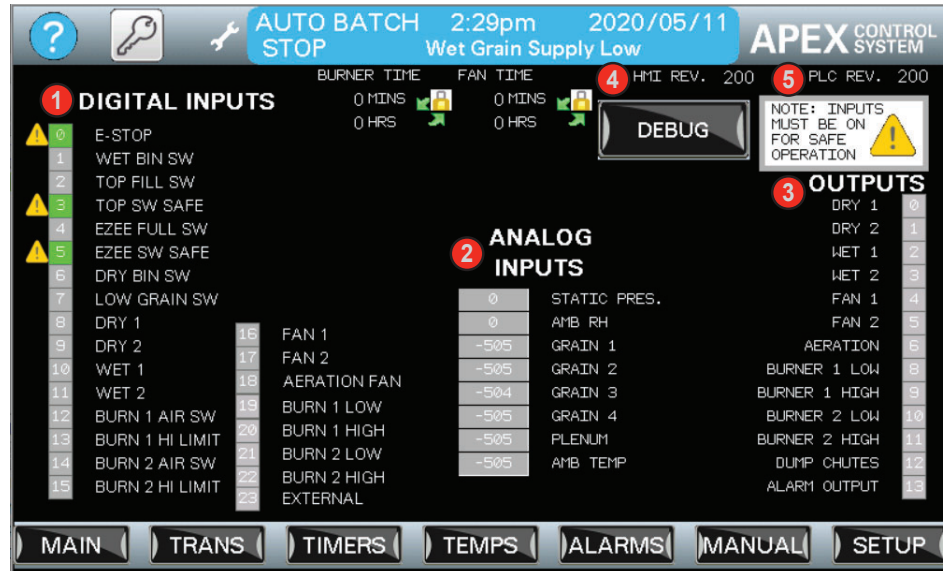 ?
AUTO BATCH 2:29pm 2020/05/11
STOP Wet Grain Supply Low
APEX CONTROL SYSTEM
BURNER TIME FAN TIME 4 HMI REV. 200 5 PLC REV. 200
1 DIGITAL INPUTS
0 MINS 0 MINS
0 HRS 0 HRS
DEBUG
NOTE: INPUTS
MUST BE ON
FOR SAFE
OPERATION
0 E-STOP
1 WET BIN SW
2 TOP FILL SW
3 TOP SW SAFE
4 EZEE FULL SW
5 EZEE SW SAFE
6 DRY BIN SW
7 LOW GRAIN SW
8 DRY 1
9 DRY 2
10 WET 1
11 WET 2
12 BURN 1 AIR SW
13 BURN 1 HI LIMIT
14 BURN 2 AIR SW
15 BURN 2 HI LIMIT
16 FAN 1
17 FAN 2
18 AERATION FAN
19 BURN 1 LOW
20 BURN 1 HIGH
21 BURN 2 LOW
22 BURN 2 HIGH
23 EXTERNAL
2 ANALOG
INPUTS
0 STATIC PRES.
0 AMB RH
-505 GRAIN 1
-505 GRAIN 2
-504 GRAIN 3
-505 GRAIN 4
-505 PLENUM
-505 AMB TEMP
3 OUTPUTS
DRY 1 0
DRY 2 1
WET 1 2
WET 2 3
FAN 1 4
FAN 2 5
AERATION 6
BURNER 1 LOW 8
BURNER 1 HIGH 9
BURNER 2 LOW 10
BURNER 2 HIGH 11
DUMP CHUTES 12
ALARM OUTPUT 13
MAIN TRANS TIMERS TEMPS ALARMS MANUAL SETUP